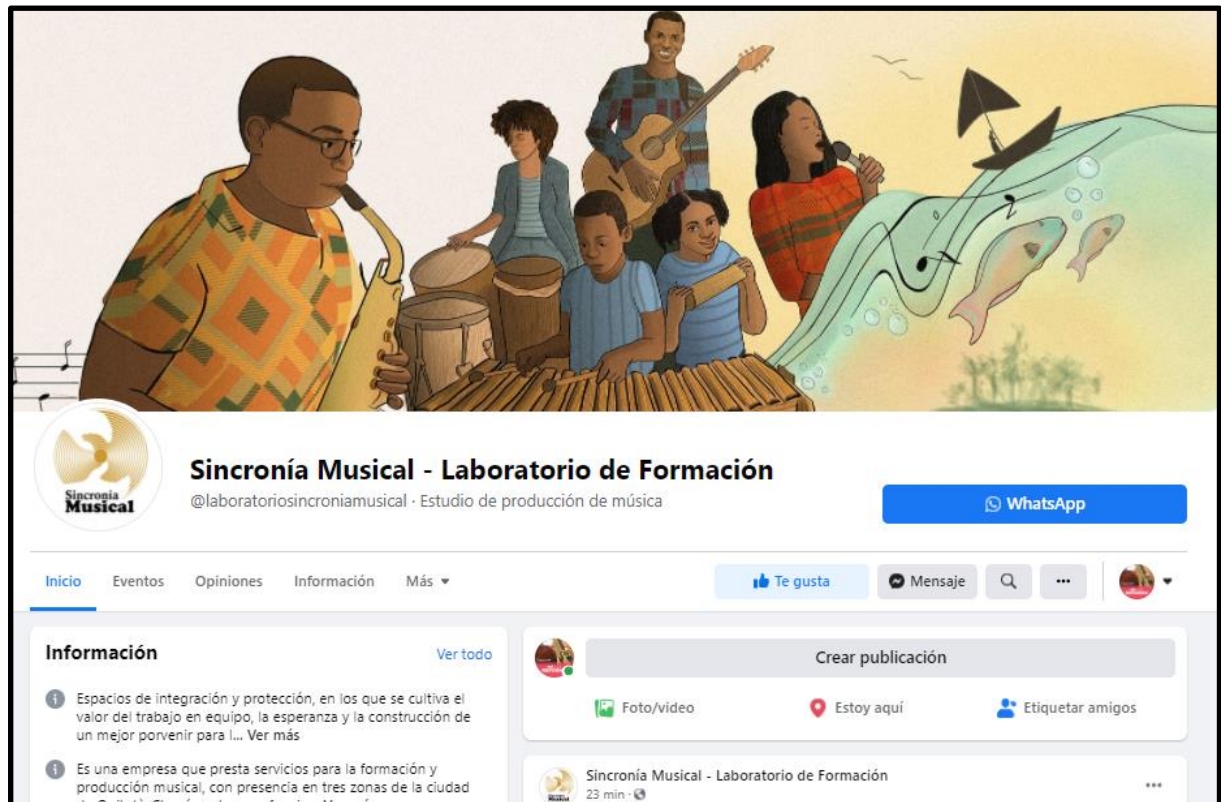 Sincronía
Musical
Sincronía Musical - Laboratorio de Formación
@laboratoriosincroniamusical · Estudio de producción de música
WhatsApp
Inicio Eventos Opiniones Información Más
Te gusta Mensaje
Información Ver todo
Espacios de integración y protección, en los que se cultiva el
valor del trabajo en equipo, la esperanza y la construcción de
un mejor porvenir para l... Ver más
Es una empresa que presta servicios para la formación y
producción musical, con presencia en tres zonas de la ciudad
Crear publicación
Foto/video Estoy aquí Etiquetar amigos
Sincronía Musical - Laboratorio de Formación
23 min ·